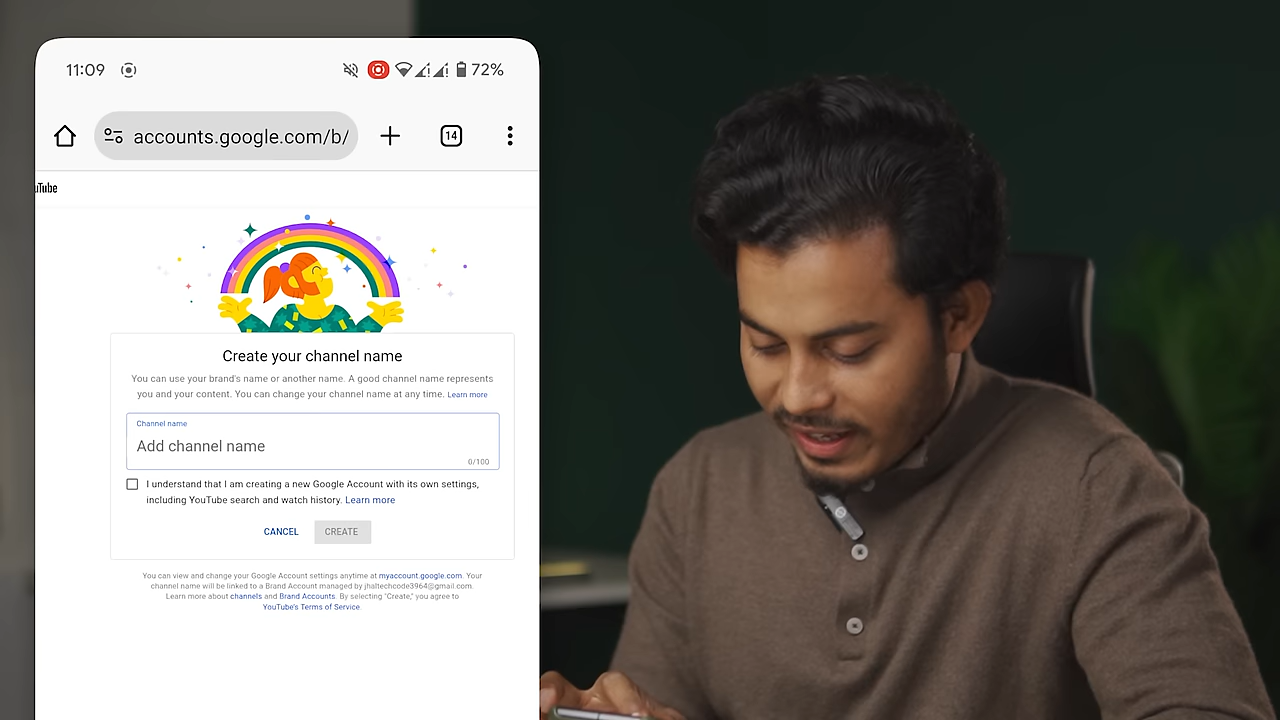 11:09
72%
accounts.google.com/b/
14
uTube
Create your channel name
You can use your brand's name or another name. A good channel name represents
you and your content. You can change your channel name at any time. Learn more
Channel name
Add channel name
0/100
I understand that I am creating a new Google Account with its own settings,
including YouTube search and watch history. Learn more
CANCEL
CREATE
You can view and change your Google Account settings anytime at myaccount.google.com. Your
channel name will be linked to a Brand Account managed by jhaltechcode3964@gmail.com.
Learn more about channels and Brand Accounts. By selecting "Create," you agree to
YouTube's Terms of Service.